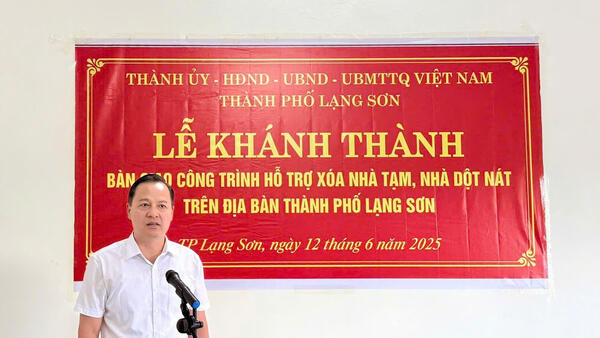 THÀNH ỦY - HĐND - UBND - UBMTTQ VIỆT NAM
THÀNH PHỐ LẠNG SƠN
LỄ KHÁNH THÀNH
BÀN CÔNG TRÌNH HỖ TRỢ XÓA NHÀ TẠM, NHÀ DỘT NÁT
TRÊN ĐỊA BÀN THÀNH PHỐ LẠNG SƠN
TP Lạng Sơn, ngày 12 tháng 6 năm 2025